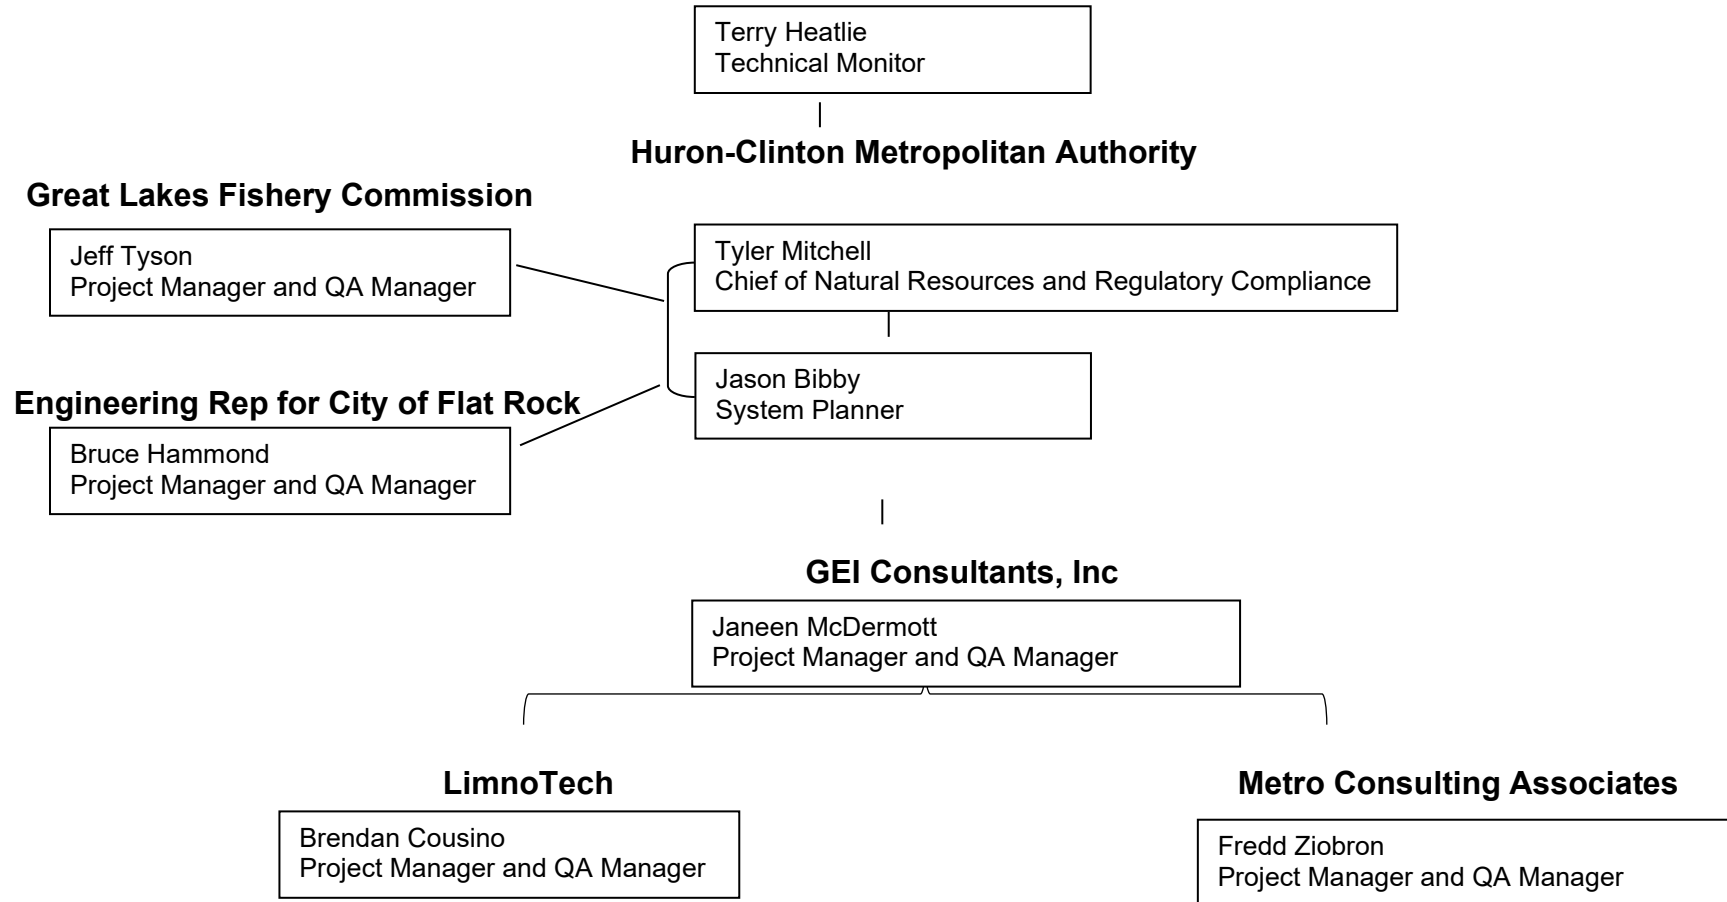 Terry Heatlie
Technical Monitor
Huron-Clinton Metropolitan Authority
Great Lakes Fishery Commission
Jeff Tyson
Project Manager and QA Manager
Tyler Mitchell
Chief of Natural Resources and Regulatory Compliance
Jason Bibby
System Planner
Engineering Rep for City of Flat Rock
Bruce Hammond
Project Manager and QA Manager
GEI Consultants, Inc
Janeen McDermott
Project Manager and QA Manager
LimnoTech
Brendan Cousino
Project Manager and QA Manager
Metro Consulting Associates
Fredd Ziobron
Project Manager and QA Manager